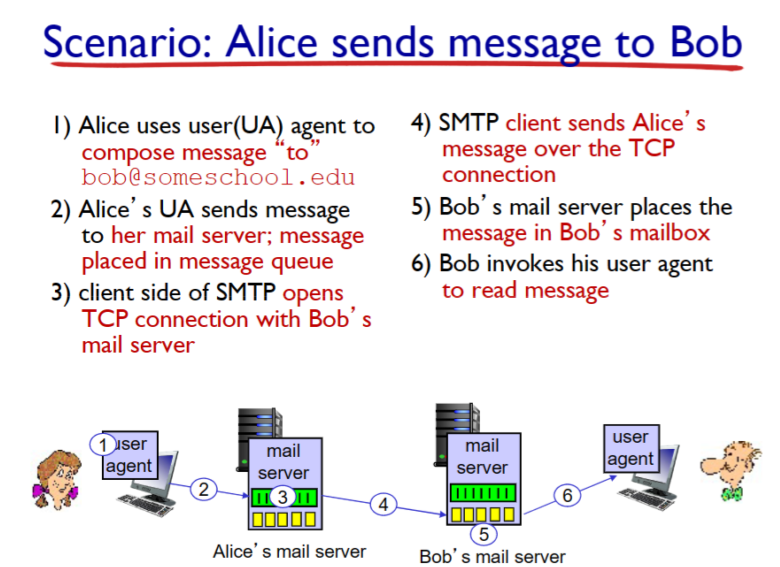 Scenario: Alice sends message to Bob
1) Alice uses user(UA) agent to
compose message “to”
bob@someschool.edu
2) Alice’s UA sends message
to her mail server; message
placed in message queue
3) client side of SMTP opens
TCP connection with Bob’s
mail server
4) SMTP client sends Alice’s
message over the TCP
connection
5) Bob’s mail server places the
message in Bob’s mailbox
6) Bob invokes his user agent
to read message
1 user
agent
2
mail
server
3
Alice’s mail server
4
mail
server
5
Bob’s mail server
6
user
agent